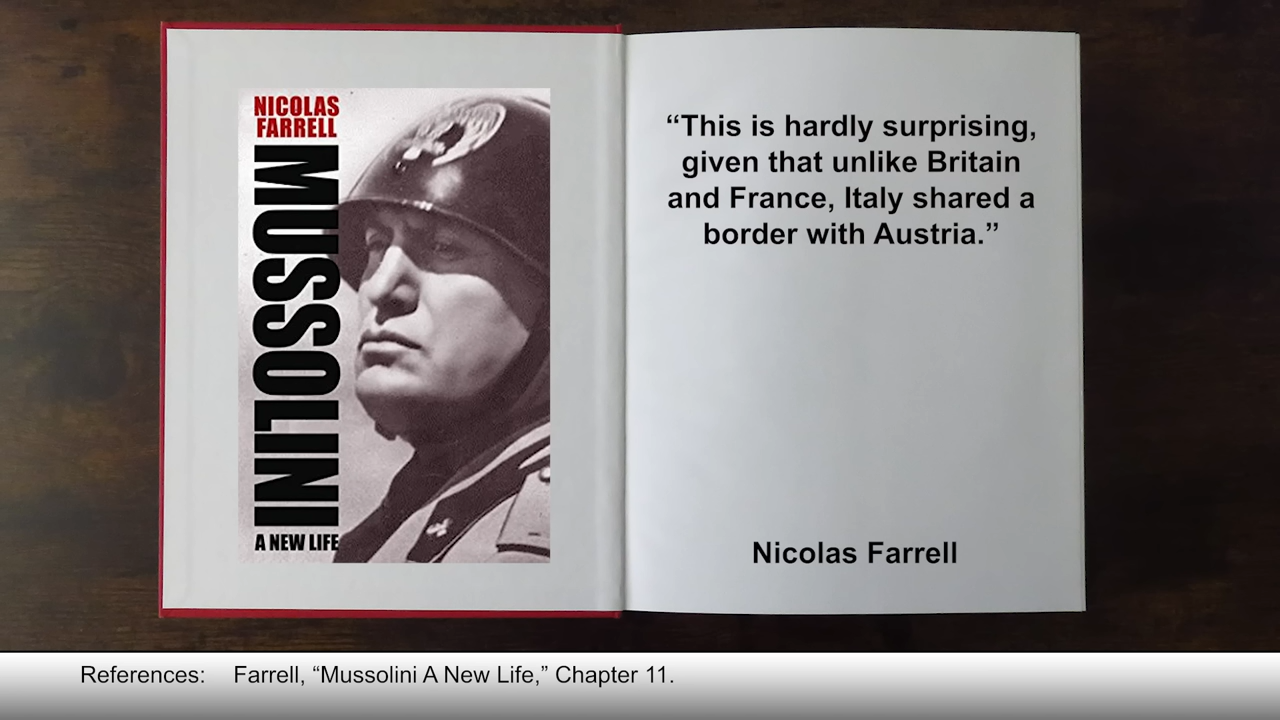 NICOLAS
FARRELL
MUSSOLINI
A NEW LIFE
“This is hardly surprising,
given that unlike Britain
and France, Italy shared a
border with Austria.”
Nicolas Farrell
References: Farrell, “Mussolini A New Life,” Chapter 11.